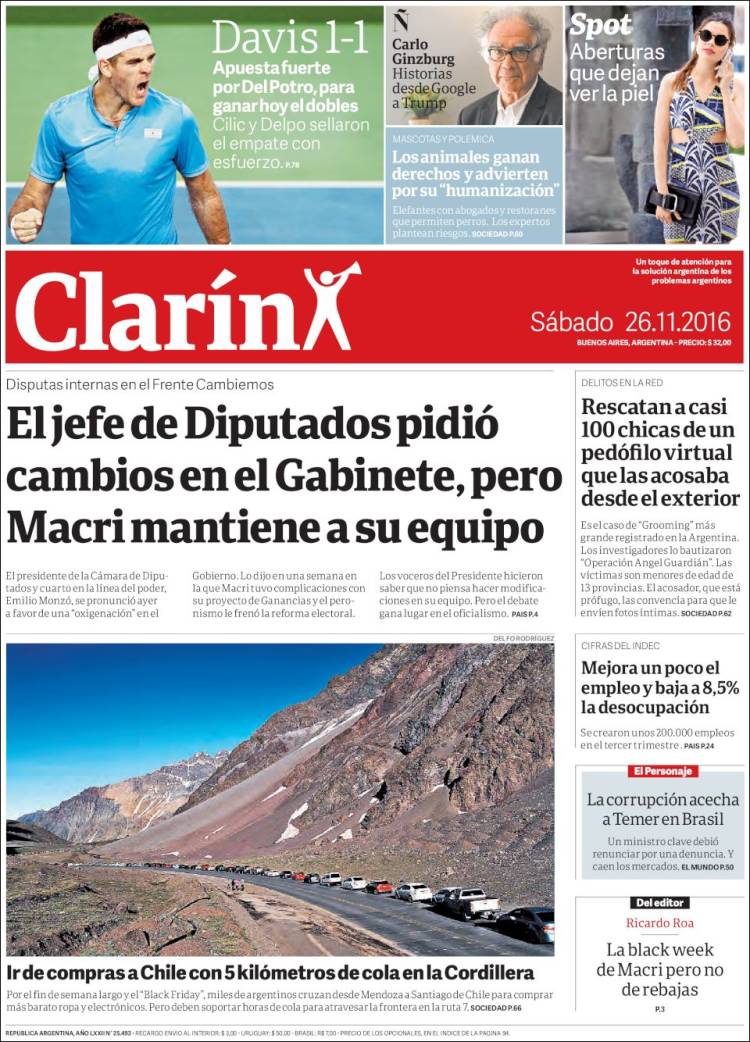 Davis 1-1
Apuesta fuerte
por Del Potro, para
ganar hoy el dobles
Cilic y Delpo sellaron
el empate con
esfuerzo. P.78
Ñ
Carlo
Ginzburg
Historias
desde Google
a Trump
MASCOTAS Y POLEMICA
Los animales ganan
derechos y advierten
por su “humanización”
Elefantes con abogados y restoranes
que permiten perros. Los expertos
plantean riesgos. SOCIEDAD P.60
Spot
Aberturas
que dejan
ver la piel
Clarín
Un toque de atención para
la solución argentina de los
problemas argentinos
Sábado 26.11.2016
BUENOS AIRES, ARGENTINA - PRECIO: $ 32,00
Disputas internas en el Frente Cambiemos
El jefe de Diputados pidió
cambios en el Gabinete, pero
Macri mantiene a su equipo
El presidente de la Cámara de Dipu-
tados y cuarto en la línea del poder,
Emilio Monzó, se pronunció ayer
a favor de una “oxigenación” en el
Gobierno. Lo dijo en una semana en
la que Macri tuvo complicaciones con
su proyecto de Ganancias y el pero-
nismo le frenó la reforma electoral.
Los voceros del Presidente hicieron
saber que no piensa hacer modifica-
ciones en su equipo. Pero el debate
gana lugar en el oficialismo. PAIS P.4
DELFO RODRÍGUEZ
Ir de compras a Chile con 5 kilómetros de cola en la Cordillera
Por el fin de semana largo y el “Black Friday”, miles de argentinos cruzan desde Mendoza a Santiago de Chile para comprar
más barato ropa y electrónicos. Pero deben soportar horas de cola para atravesar la frontera en la ruta 7. SOCIEDAD P.66
DELITOS EN LA RED
Rescatan a casi
100 chicas de un
pedófilo virtual
que las acosaba
desde el exterior
Es el caso de “Grooming” más
grande registrado en la Argentina.
Los investigadores lo bautizaron
“Operación Angel Guardián”. Las
víctimas son menores de edad de
13 provincias. El acosador, que está
prófugo, las convencía para que le
envíen fotos íntimas. SOCIEDAD P.62
CIFRAS DEL INDEC
Mejora un poco el
empleo y baja a 8,5%
la desocupación
Se crearon unos 200.000 empleos
en el tercer trimestre. PAIS P.24
El Personaje
La corrupción acecha
a Temer en Brasil
Un ministro clave debió
renunciar por una denuncia. Y
caen los mercados. EL MUNDO P.50
Del editor
Ricardo Roa
La black week
de Macri pero no
de rebajas
P.3
REPUBLICA ARGENTINA, AÑO LXXII N° 25.493 - RECARGO ENVIO AL INTERIOR: $ 3,00 - URUGUAY: $ 50,00 - BRASIL: R$ 7,00 - PRECIO DE LOS OPCIONALES, EN EL INDICE DE LA PAGINA 94.